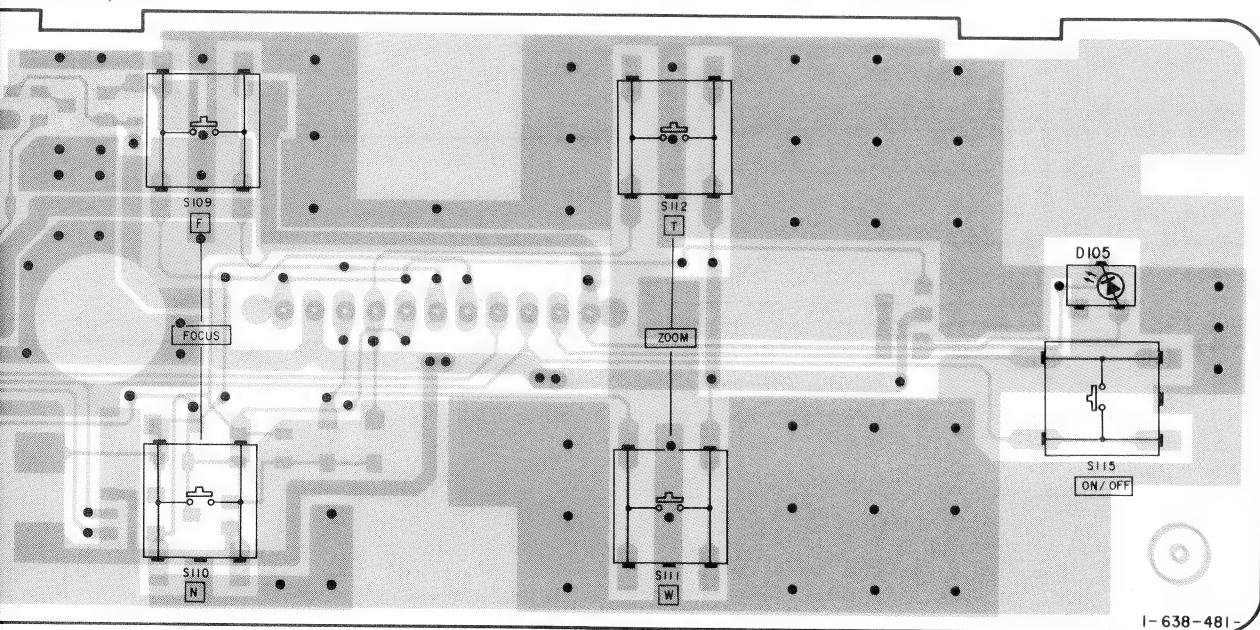 S109
F
S112
T
D105
FOCUS
ZOOM
S115
ON/OFF
S110
N
S111
W
1-638-481-